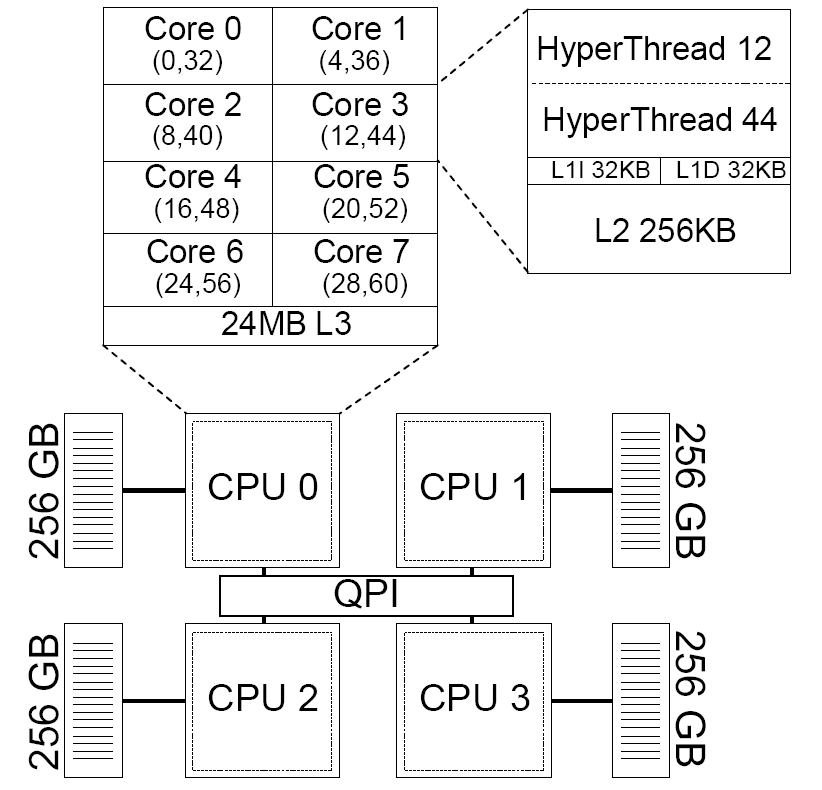 Core 0
(0,32)
Core 1
(4,36)
Core 2
(8,40)
Core 3
(12,44)
Core 4
(16,48)
Core 5
(20,52)
Core 6
(24,56)
Core 7
(28,60)
24MB L3
HyperThread 12
HyperThread 44
L1I 32KB
L1D 32KB
L2 256KB
256 GB
CPU 0
CPU 1
256 GB
QPI
256 GB
CPU 2
CPU 3
256 GB